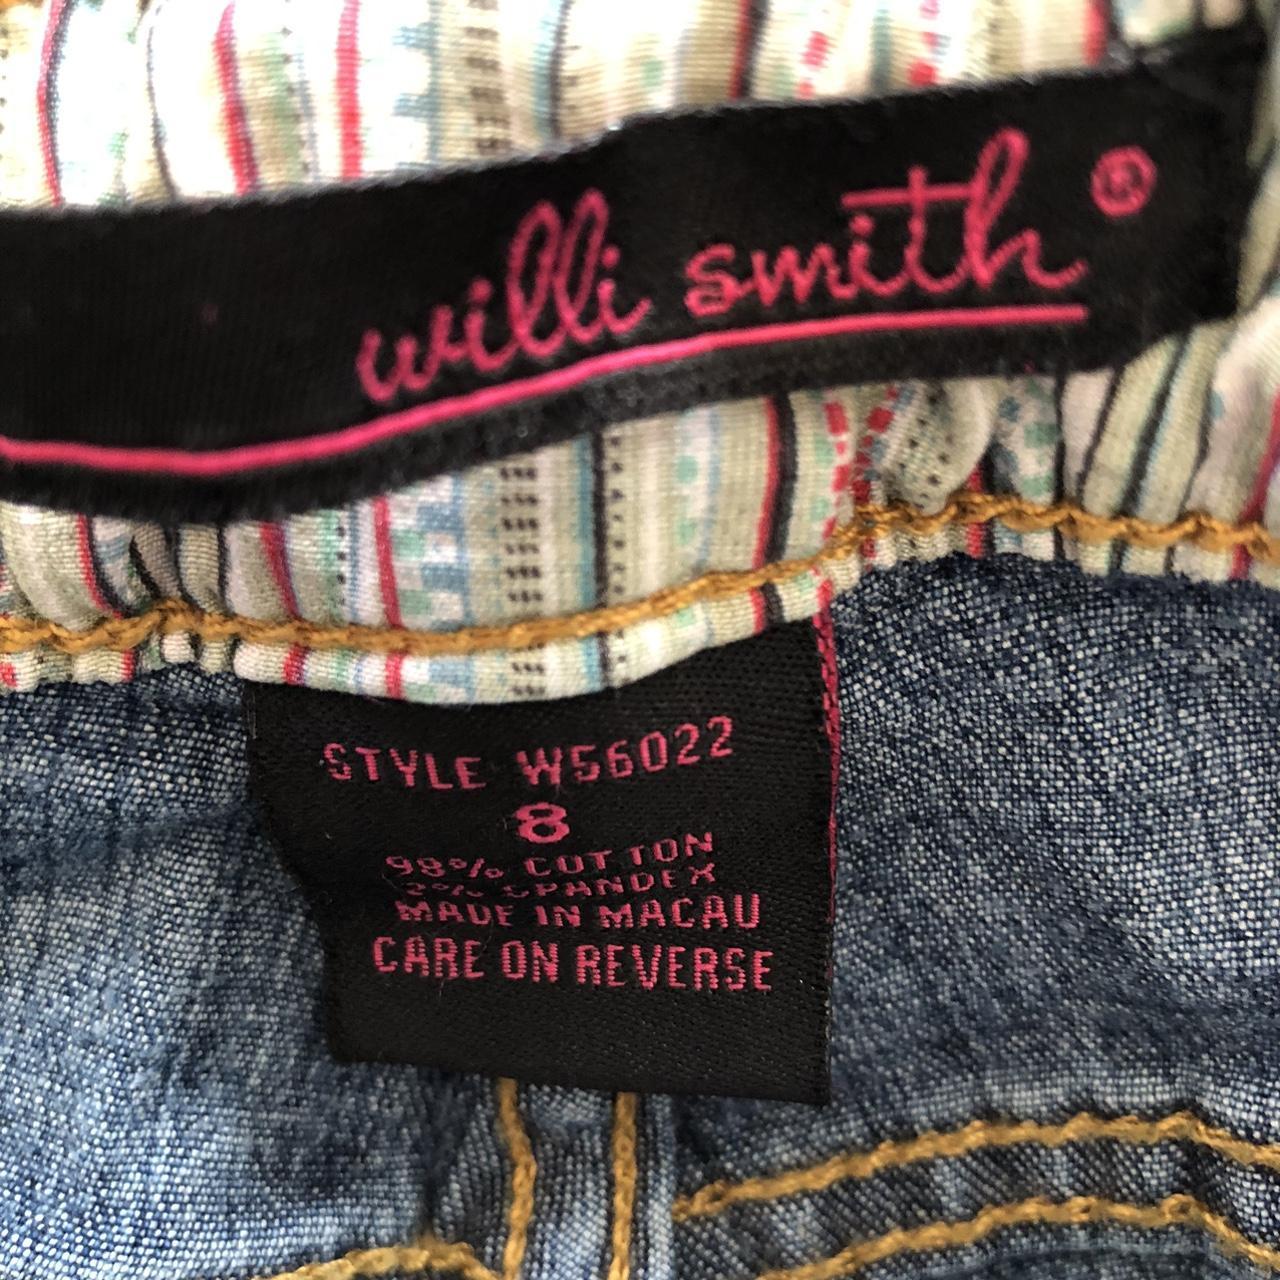 willi smith ®
STYLE W56022
8
98% COTTON
2% SPANDEX
MADE IN MACAU
CARE ON REVERSE